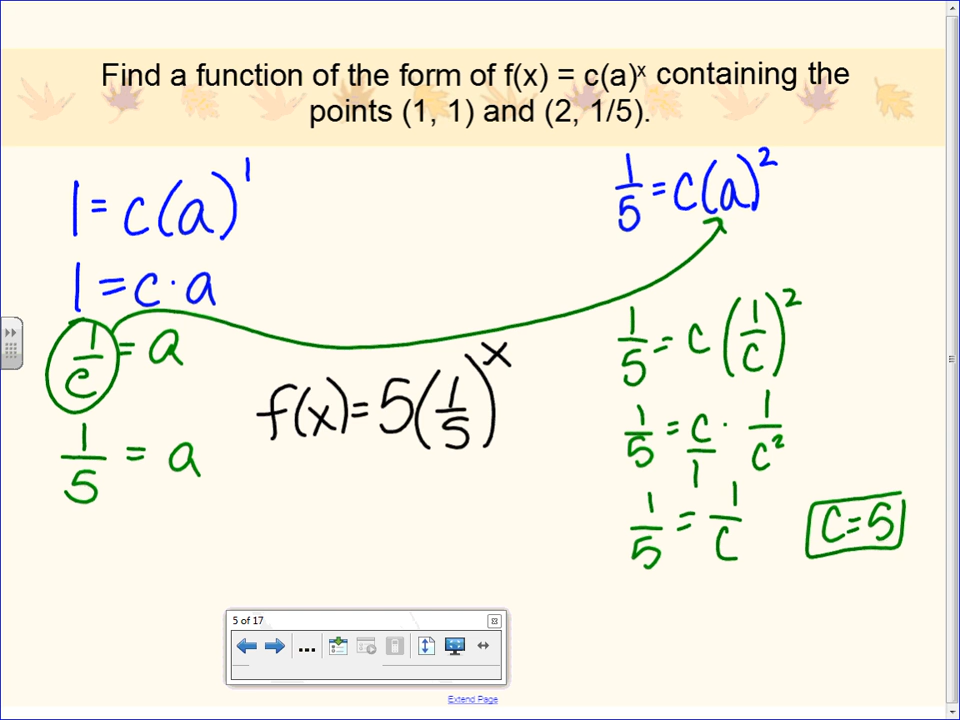 Find a function of the form of f(x) = c(a)ˣ containing the
points (1, 1) and (2, 1/5).
1 = c(a)¹
1 = c · a
1/c = a
1/5 = a
f(x) = 5(1/5)ˣ
1/5 = c(a)²
1/5 = c(1/c)²
1/5 = c/1 · 1/c²
1/5 = 1/c
C = 5
5 of 17
...
Extend Page